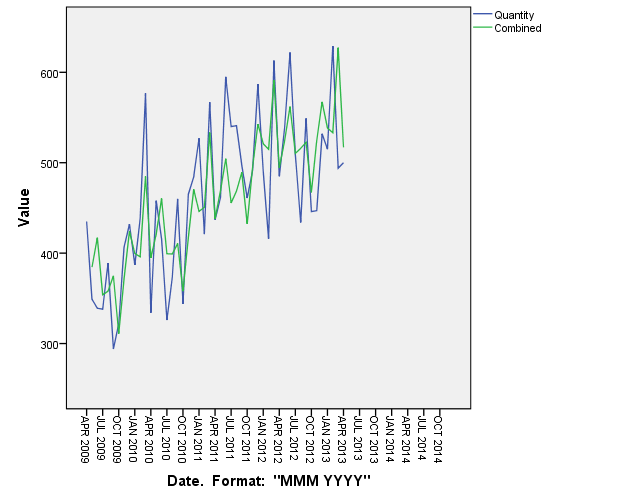 Quantity
Combined
Value
600
500
400
300
APR 2009
JUL 2009
OCT 2009
JAN 2010
APR 2010
JUL 2010
OCT 2010
JAN 2011
APR 2011
JUL 2011
OCT 2011
JAN 2012
APR 2012
JUL 2012
OCT 2012
JAN 2013
APR 2013
JUL 2013
OCT 2013
JAN 2014
APR 2014
JUL 2014
OCT 2014
Date. Format: "MMM YYYY"